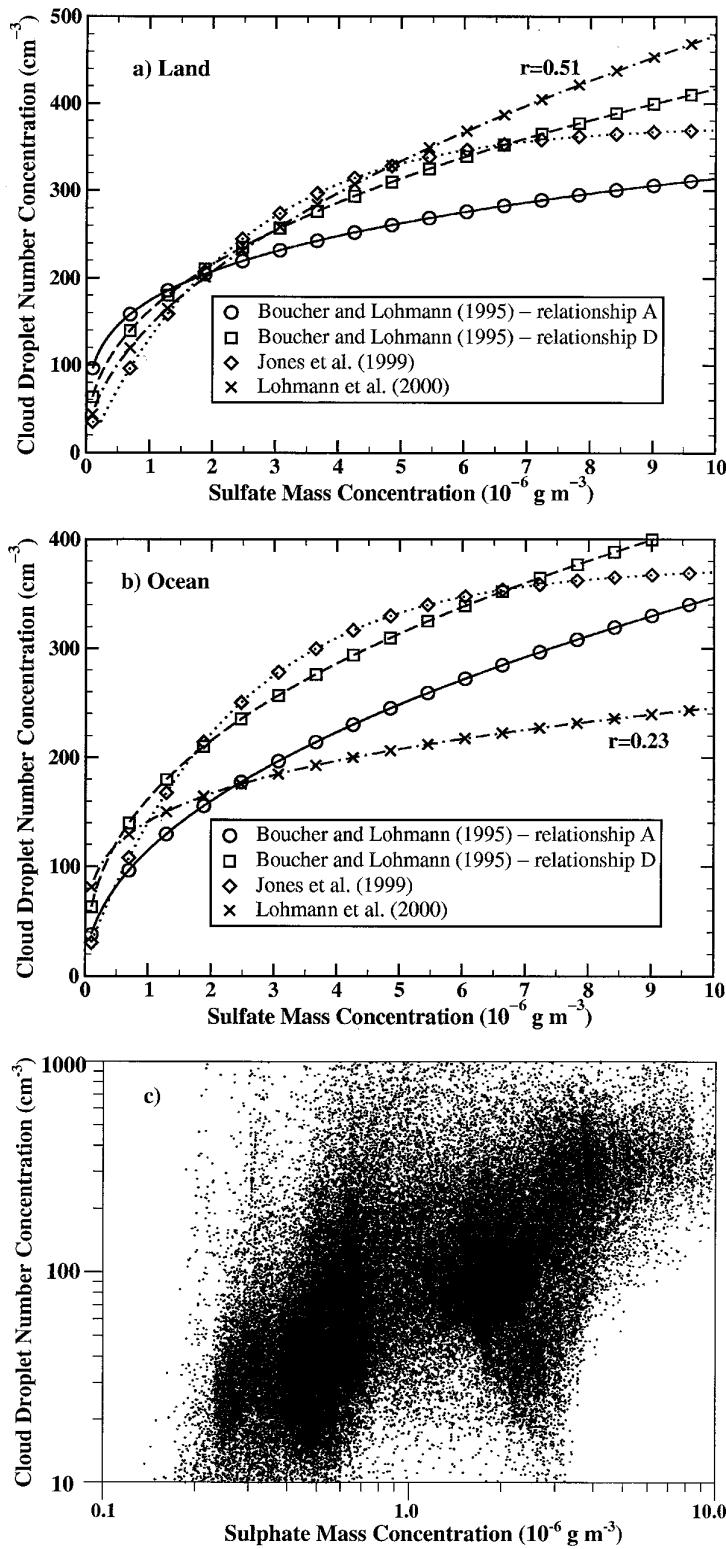 500
400
300
200
100
0
Cloud Droplet Number Concentration (cm⁻³)
a) Land
r=0.51
Boucher and Lohmann (1995) – relationship A
Boucher and Lohmann (1995) – relationship D
Jones et al. (1999)
Lohmann et al. (2000)
0 1 2 3 4 5 6 7 8 9 10
Sulfate Mass Concentration (10⁻⁶ g m⁻³)
400
300
200
100
0
Cloud Droplet Number Concentration (cm⁻³)
b) Ocean
r=0.23
Boucher and Lohmann (1995) – relationship A
Boucher and Lohmann (1995) – relationship D
Jones et al. (1999)
Lohmann et al. (2000)
0 1 2 3 4 5 6 7 8 9 10
Sulfate Mass Concentration (10⁻⁶ g m⁻³)
1000
100
10
Cloud Droplet Number Concentration (cm⁻³)
c)
0.1 1.0 10.0
Sulphate Mass Concentration (10⁻⁶ g m⁻³)